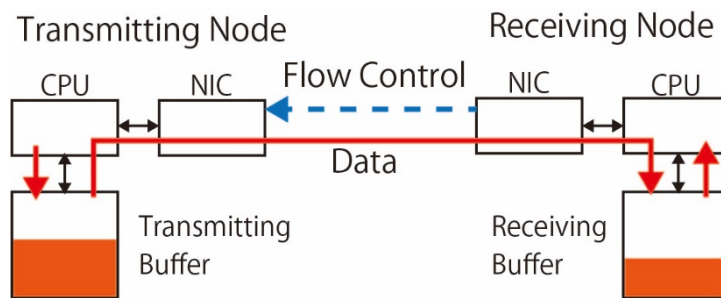 Transmitting Node
Receiving Node
CPU
NIC
Flow Control
NIC
CPU
Data
Transmitting
Buffer
Receiving
Buffer